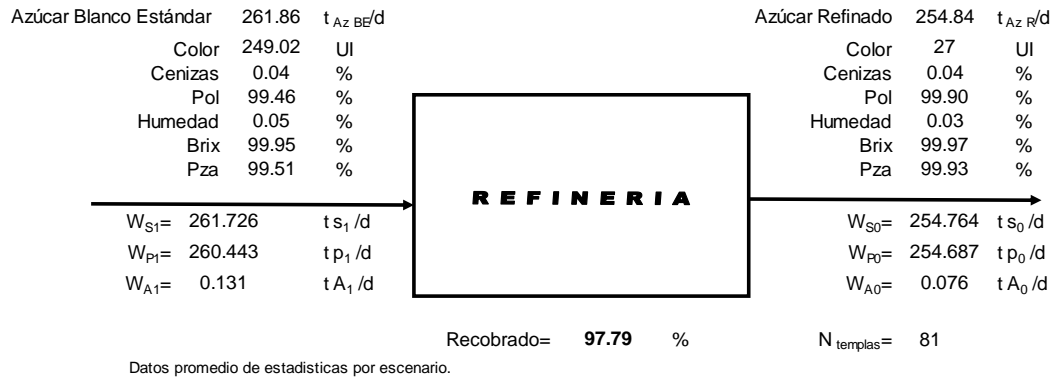 Azúcar Blanco Estándar 261.86 t Az BE/d
Color 249.02 UI
Cenizas 0.04 %
Pol 99.46 %
Humedad 0.05 %
Brix 99.95 %
Pza 99.51 %
WS1= 261.726 t s1 /d
WP1= 260.443 t p1 /d
WA1= 0.131 t A1 /d
REFINERIA
Azúcar Refinado 254.84 t Az R/d
Color 27 UI
Cenizas 0.04 %
Pol 99.90 %
Humedad 0.03 %
Brix 99.97 %
Pza 99.93 %
WS0= 254.764 t s0 /d
WP0= 254.687 t p0 /d
WA0= 0.076 t A0 /d
Recobrado= 97.79 %
N templas= 81
Datos promedio de estadisticas por escenario.